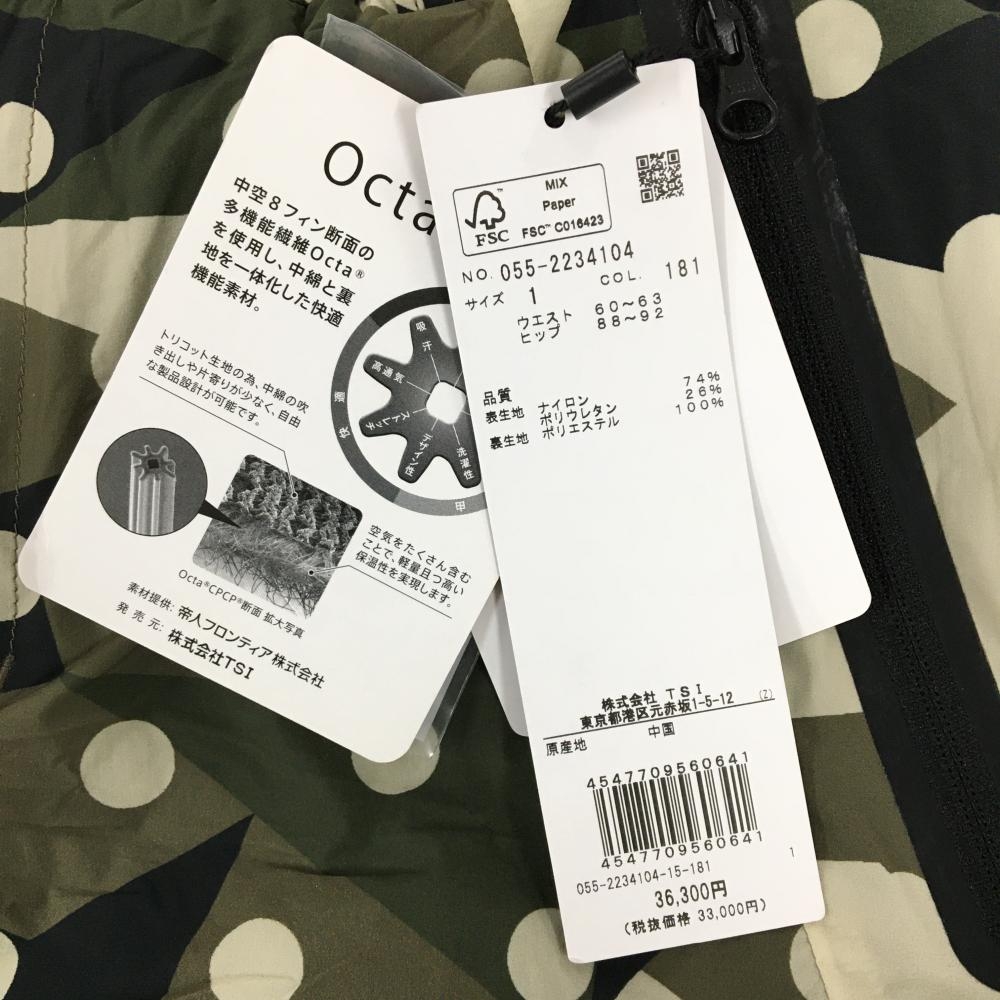 Octa
中空8フィン断面の
多機能繊維Octa®
を使用し、中綿と裏
地を一体化した快適
機能素材。
トリコット生地の為、中綿の吹
き出しや片寄りが少なく、自由
な製品設計が可能です。
吸汗
高通気
ストレッチ
デザイン性
洗濯性
快適
空気をたくさん含む
ことで、軽量且つ高い
保温性を実現します。
Octa®CPCP®断面 拡大写真
素材提供: 帝人フロンティア株式会社
発売元: 株式会社TSI
FSC™
MIX
Paper
FSC™ C016423
NO. 055-2234104
COL. 181
サイズ 1
ウエスト 60～63
ヒップ 88～92
品質
表生地 ナイロン 74%
ポリウレタン 26%
裏生地 ポリエステル 100%
株式会社 TSI
東京都港区元赤坂1-5-12 (Z)
原産地 中国
4547709560641
4547709560641
055-2234104-15-181 1
36,300円
(税抜価格 33,000円)